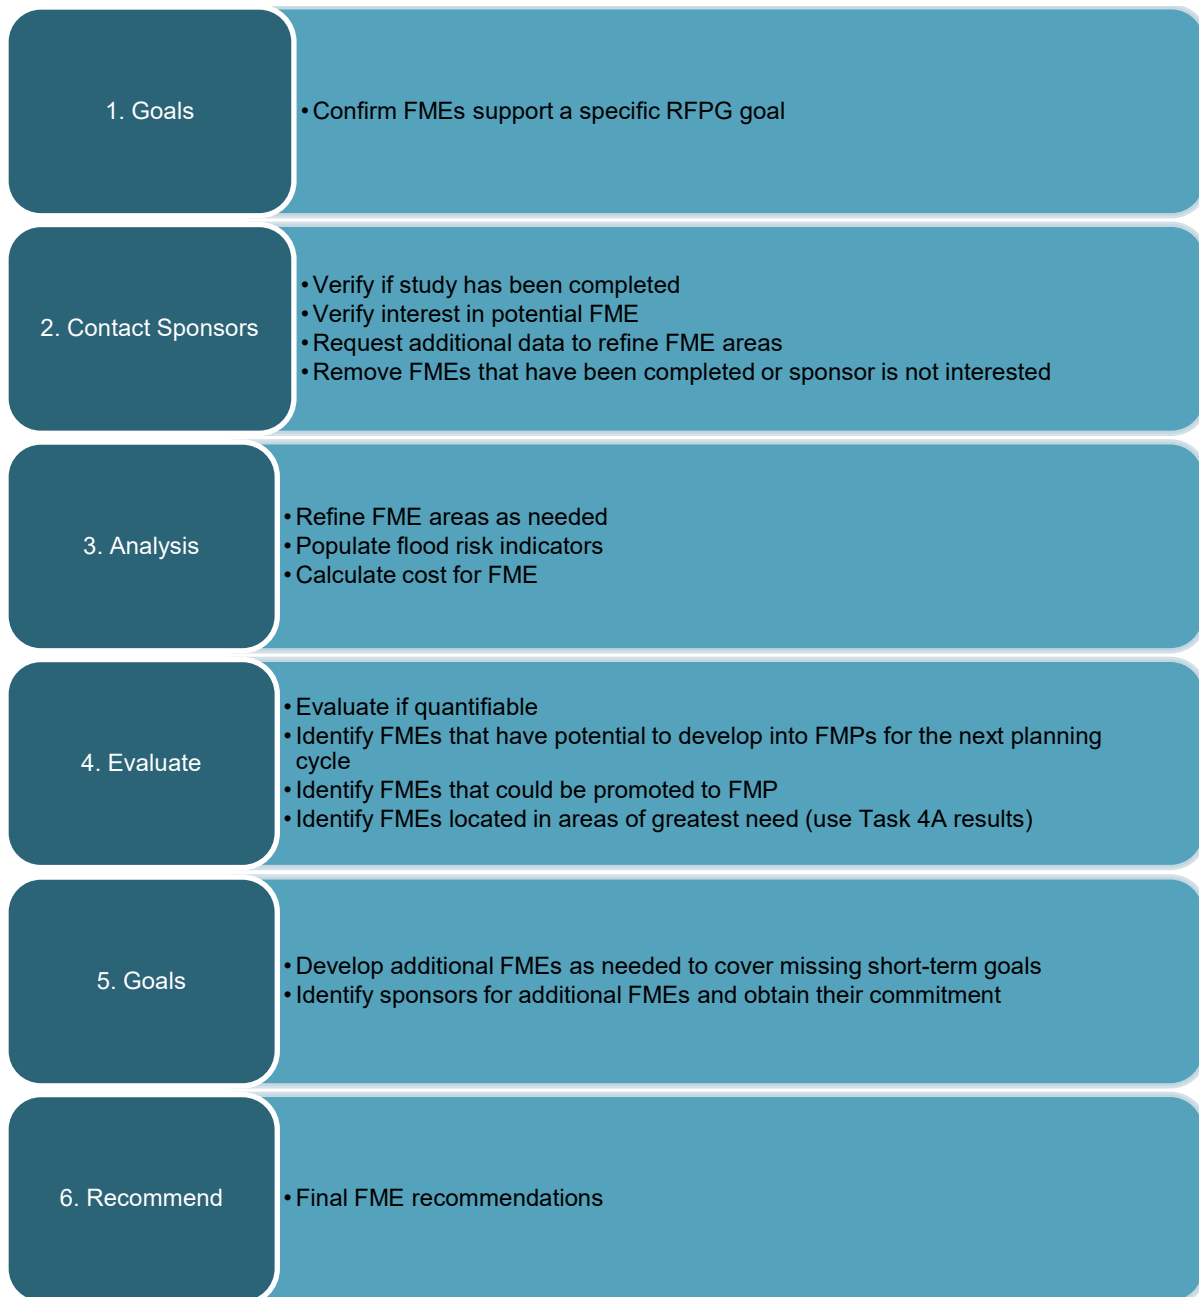 1. Goals
• Confirm FMEs support a specific RFPG goal
2. Contact Sponsors
• Verify if study has been completed
• Verify interest in potential FME
• Request additional data to refine FME areas
• Remove FMEs that have been completed or sponsor is not interested
3. Analysis
• Refine FME areas as needed
• Populate flood risk indicators
• Calculate cost for FME
4. Evaluate
• Evaluate if quantifiable
• Identify FMEs that have potential to develop into FMPs for the next planning
cycle
• Identify FMEs that could be promoted to FMP
• Identify FMEs located in areas of greatest need (use Task 4A results)
5. Goals
• Develop additional FMEs as needed to cover missing short-term goals
• Identify sponsors for additional FMEs and obtain their commitment
6. Recommend
• Final FME recommendations